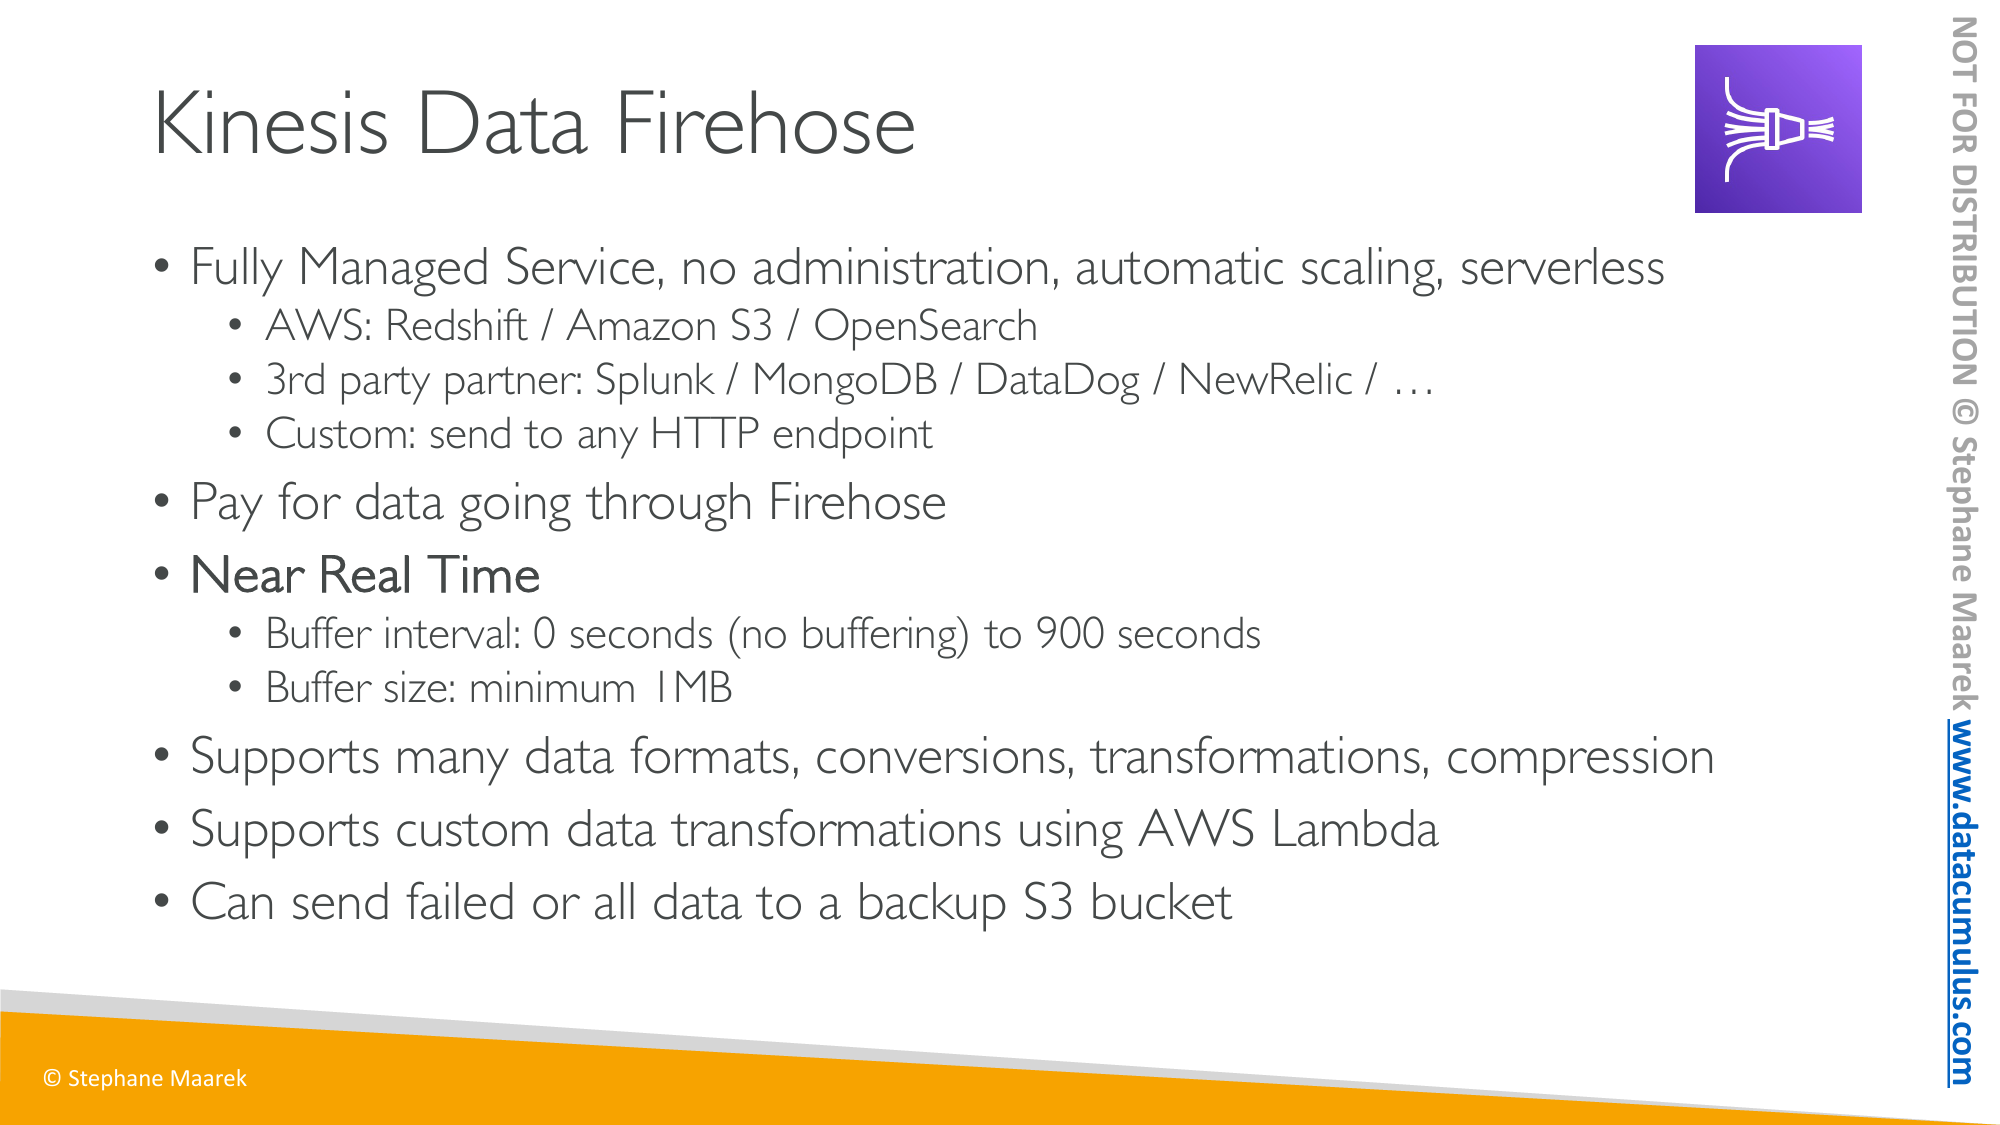 Kinesis Data Firehose
• Fully Managed Service, no administration, automatic scaling, serverless
• AWS: Redshift / Amazon S3 / OpenSearch
• 3rd party partner: Splunk / MongoDB / DataDog / NewRelic / …
• Custom: send to any HTTP endpoint
• Pay for data going through Firehose
• Near Real Time
• Buffer interval: 0 seconds (no buffering) to 900 seconds
• Buffer size: minimum 1MB
• Supports many data formats, conversions, transformations, compression
• Supports custom data transformations using AWS Lambda
• Can send failed or all data to a backup S3 bucket
© Stephane Maarek
NOT FOR DISTRIBUTION © Stephane Maarek www.datacumulus.com